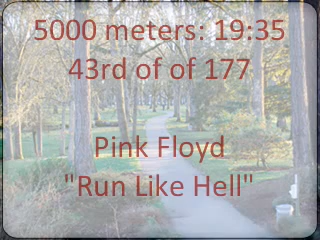 5000 meters: 19:35
43rd of of 177
Pink Floyd
"Run Like Hell"